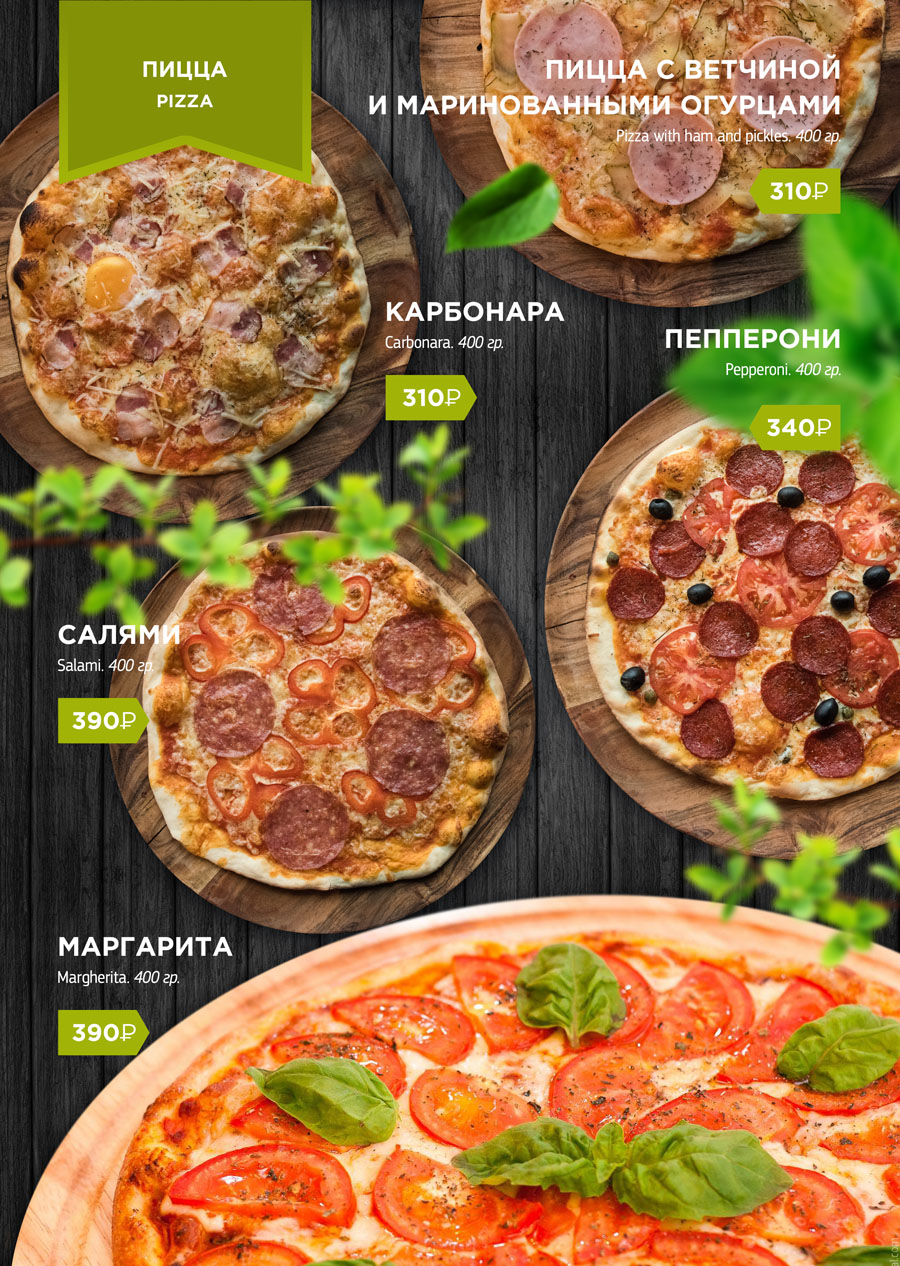 ПИЦЦА
PIZZA
ПИЦЦА С ВЕТЧИНОЙ
И МАРИНОВАННЫМИ ОГУРЦАМИ
Pizza with ham and pickles. 400 гр.
310₽
КАРБОНАРА
Carbonara. 400 гр.
310₽
ПЕППЕРОНИ
Pepperoni. 400 гр.
340₽
САЛЯМИ
Salami. 400 гр.
390₽
МАРГАРИТА
Margherita. 400 гр.
390₽